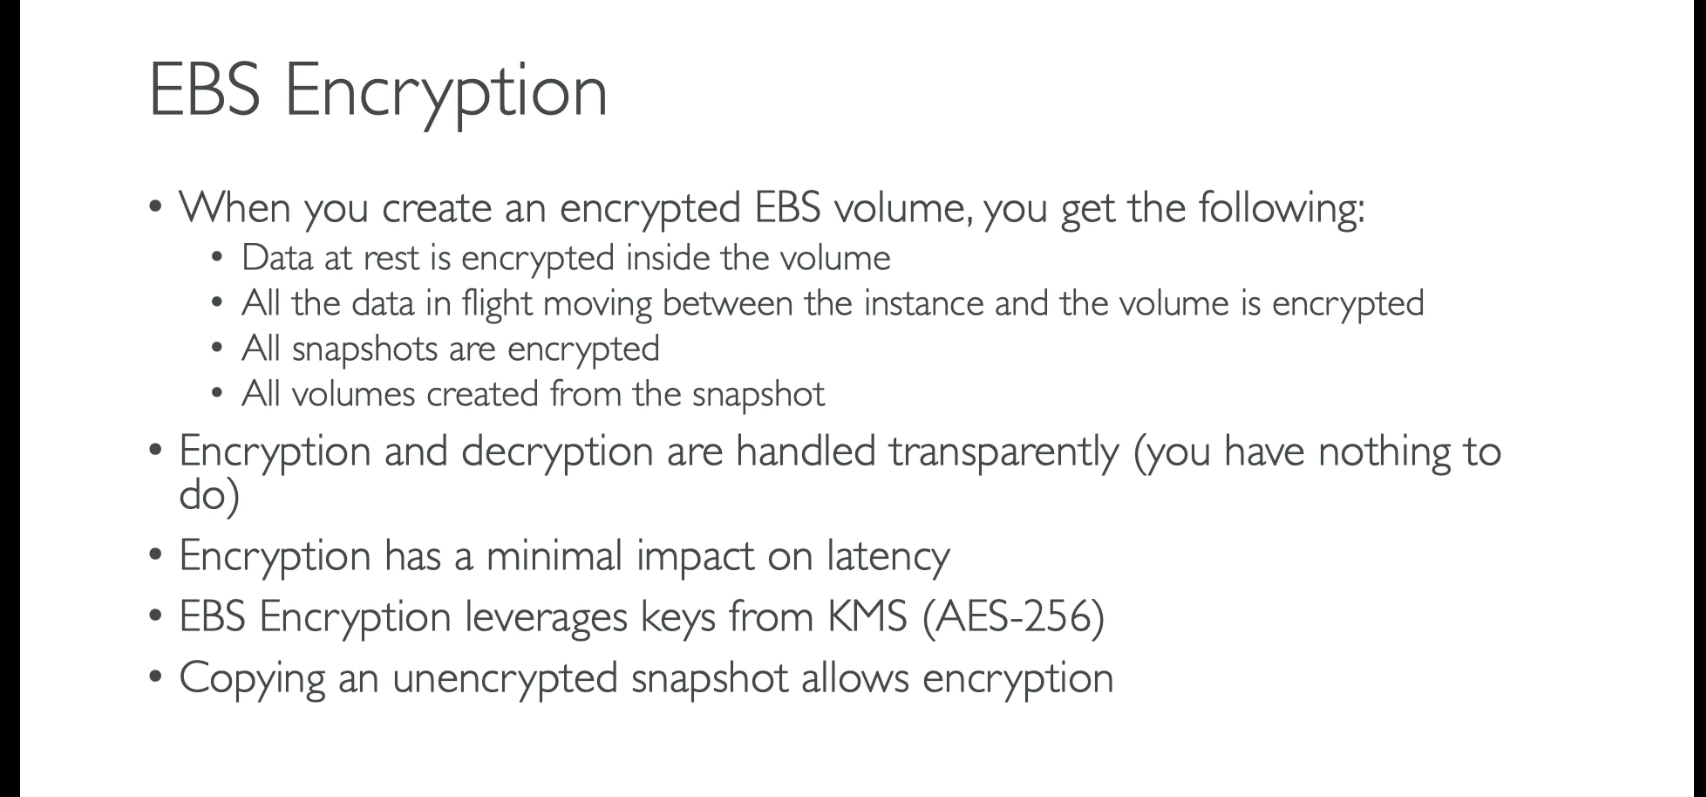 EBS Encryption
• When you create an encrypted EBS volume, you get the following:
• Data at rest is encrypted inside the volume
• All the data in flight moving between the instance and the volume is encrypted
• All snapshots are encrypted
• All volumes created from the snapshot
• Encryption and decryption are handled transparently (you have nothing to
do)
• Encryption has a minimal impact on latency
• EBS Encryption leverages keys from KMS (AES-256)
• Copying an unencrypted snapshot allows encryption